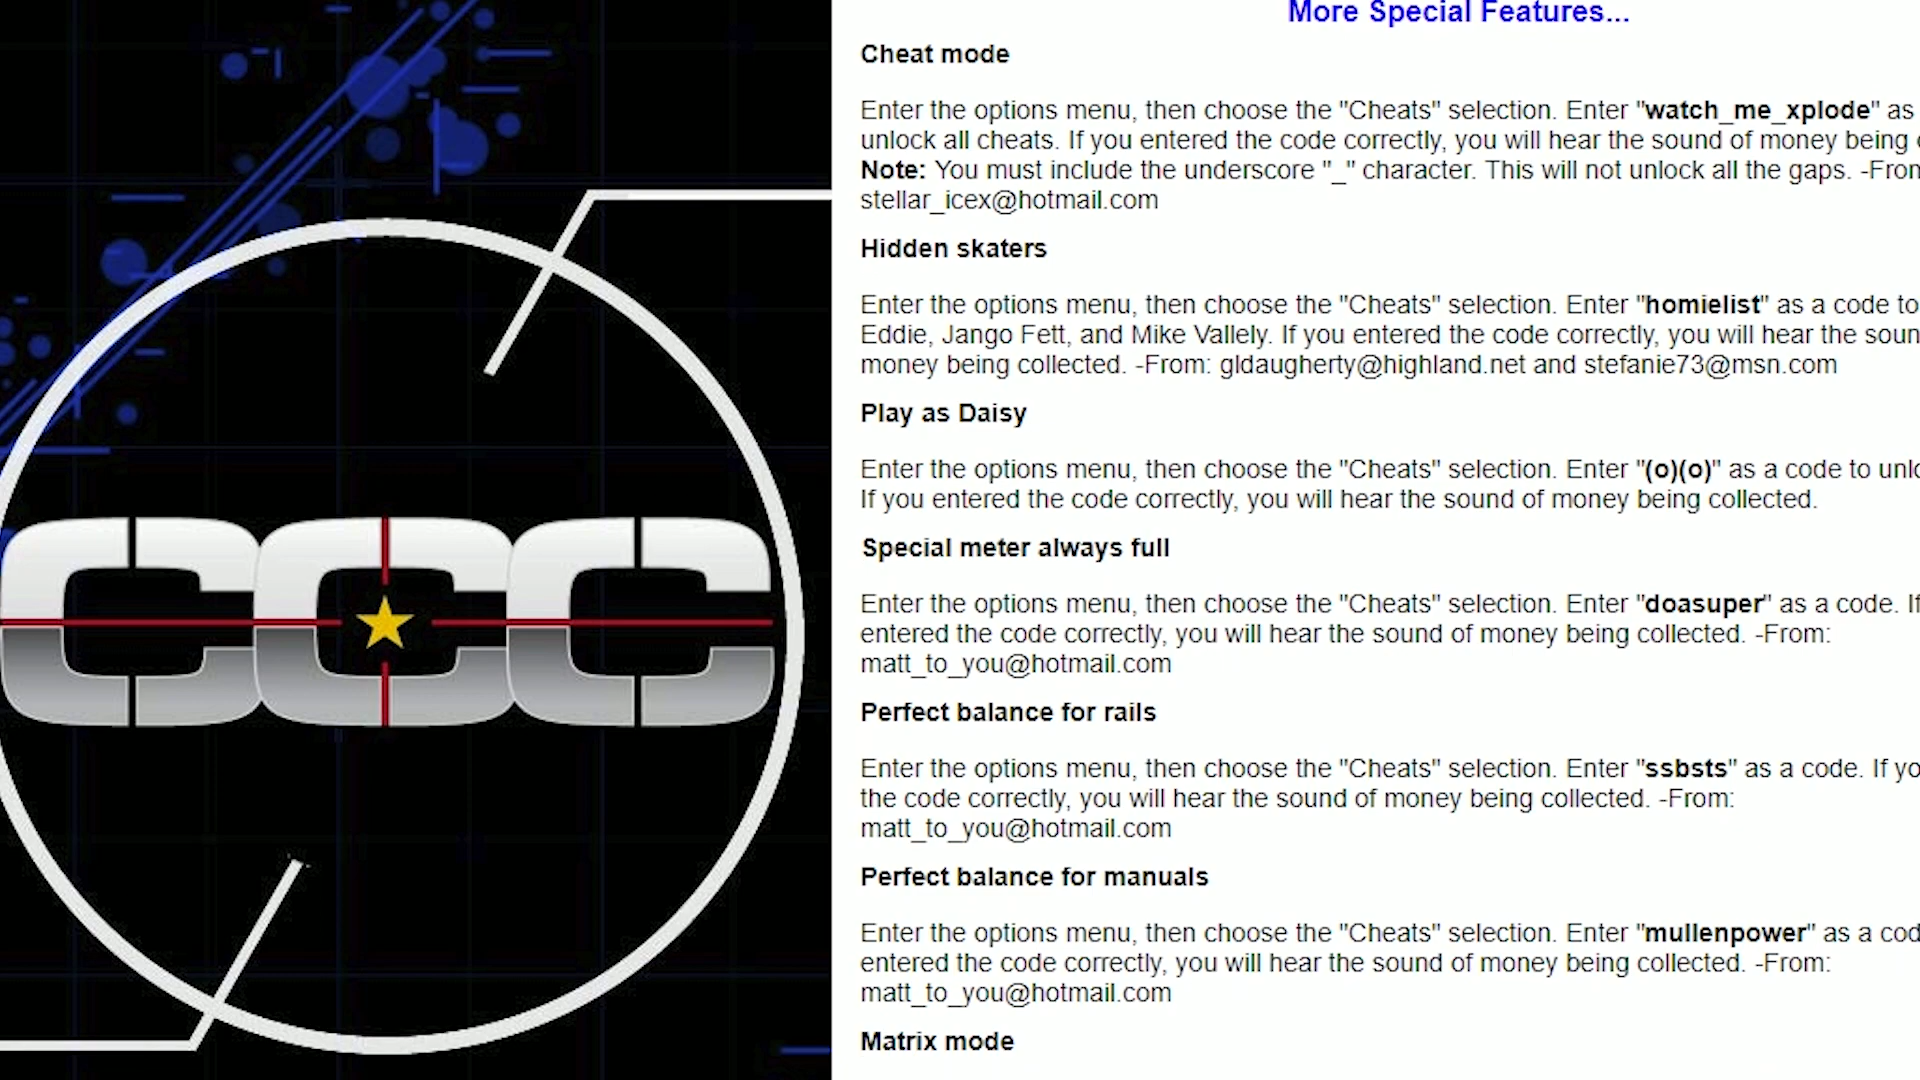 CCC
More Special Features...
Cheat mode
Enter the options menu, then choose the "Cheats" selection. Enter "watch_me_xplode" as
unlock all cheats. If you entered the code correctly, you will hear the sound of money being
Note: You must include the underscore "_" character. This will not unlock all the gaps. -From
stellar_icex@hotmail.com
Hidden skaters
Enter the options menu, then choose the "Cheats" selection. Enter "homielist" as a code to
Eddie, Jango Fett, and Mike Vallely. If you entered the code correctly, you will hear the soun
money being collected. -From: gldaugherty@highland.net and stefanie73@msn.com
Play as Daisy
Enter the options menu, then choose the "Cheats" selection. Enter "(o)(o)" as a code to unlo
If you entered the code correctly, you will hear the sound of money being collected.
Special meter always full
Enter the options menu, then choose the "Cheats" selection. Enter "doasuper" as a code. If
entered the code correctly, you will hear the sound of money being collected. -From:
matt_to_you@hotmail.com
Perfect balance for rails
Enter the options menu, then choose the "Cheats" selection. Enter "ssbsts" as a code. If yo
the code correctly, you will hear the sound of money being collected. -From:
matt_to_you@hotmail.com
Perfect balance for manuals
Enter the options menu, then choose the "Cheats" selection. Enter "mullenpower" as a cod
entered the code correctly, you will hear the sound of money being collected. -From:
matt_to_you@hotmail.com
Matrix mode